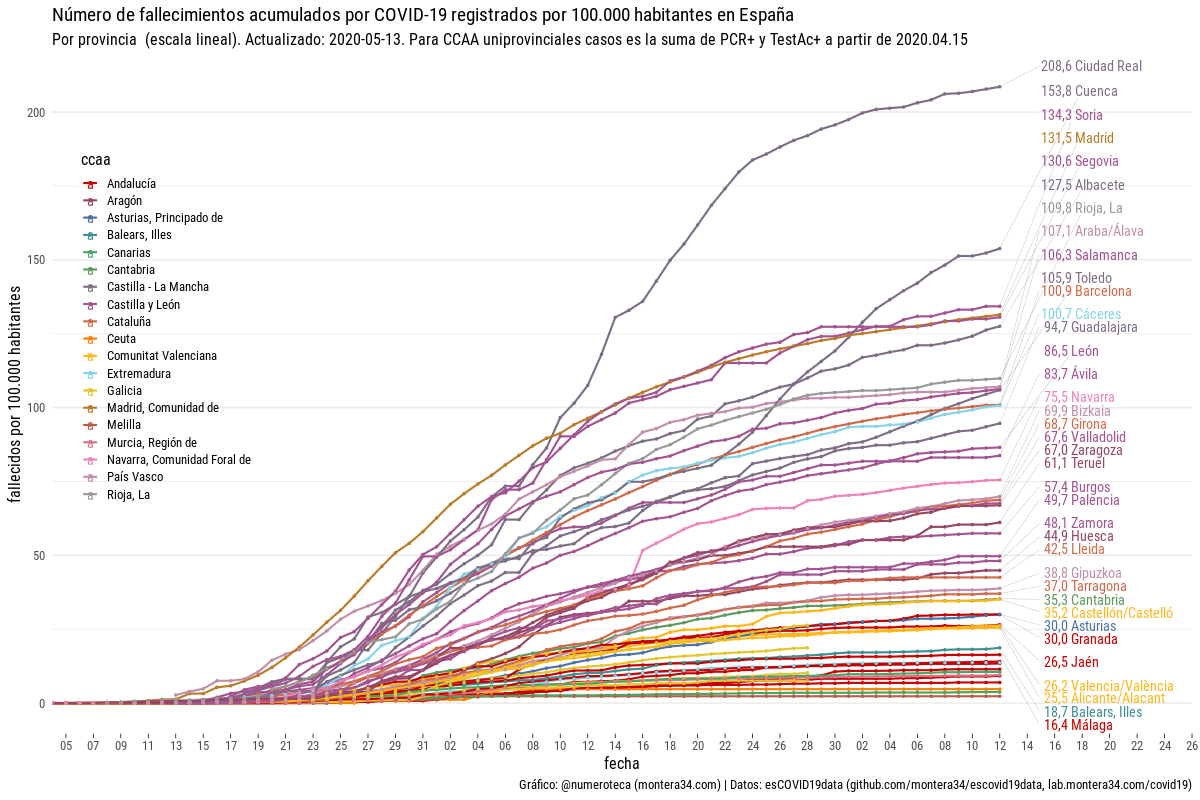 Número de fallecimientos acumulados por COVID-19 registrados por 100.000 habitantes en España
Por provincia  (escala lineal). Actualizado: 2020-05-13. Para CCAA uniprovinciales casos es la suma de PCR+ y TestAc+ a partir de 2020.04.15
fallecidos por 100.000 habitantes
200
150
100
50
0
ccaa
Andalucía
Aragón
Asturias, Principado de
Balears, Illes
Canarias
Cantabria
Castilla - La Mancha
Castilla y León
Cataluña
Ceuta
Comunitat Valenciana
Extremadura
Galicia
Madrid, Comunidad de
Melilla
Murcia, Región de
Navarra, Comunidad Foral de
País Vasco
Rioja, La
208,6 Ciudad Real
153,8 Cuenca
134,3 Soria
131,5 Madrid
130,6 Segovia
127,5 Albacete
109,8 Rioja, La
107,1 Araba/Álava
106,3 Salamanca
105,9 Toledo
100,9 Barcelona
100,7 Cáceres
94,7 Guadalajara
86,5 León
83,7 Ávila
75,5 Navarra
69,9 Bizkaia
68,7 Girona
67,6 Valladolid
67,0 Zaragoza
61,1 Teruel
57,4 Burgos
49,7 Palencia
48,1 Zamora
44,9 Huesca
42,5 Lleida
38,8 Gipuzkoa
37,0 Tarragona
35,3 Cantabria
35,2 Castellón/Castelló
30,0 Asturias
30,0 Granada
26,5 Jaén
26,2 Valencia/València
25,5 Alicante/Alacant
18,7 Balears, Illes
16,4 Málaga
05 07 09 11 13 15 17 19 21 23 25 27 29 31 02 04 06 08 10 12 14 16 18 20 22 24 26 28 30 02 04 06 08 10 12 14 16 18 20 22 24 26
fecha
Gráfico: @numeroteca (montera34.com) | Datos: esCOVID19data (github.com/montera34/escovid19data, lab.montera34.com/covid19)